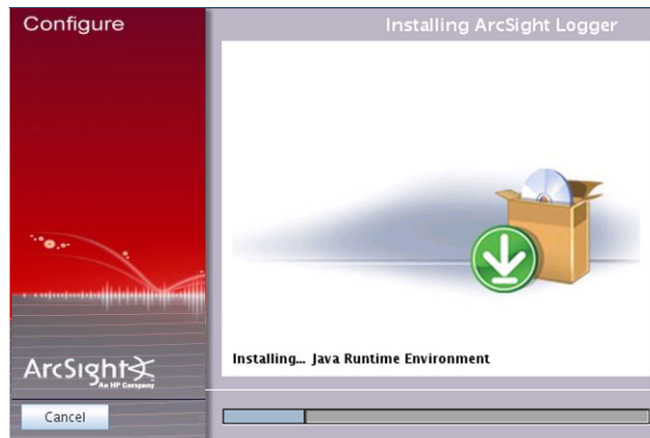 Configure
Installing ArcSight Logger
Installing... Java Runtime Environment
ArcSight
An HP Company
Cancel